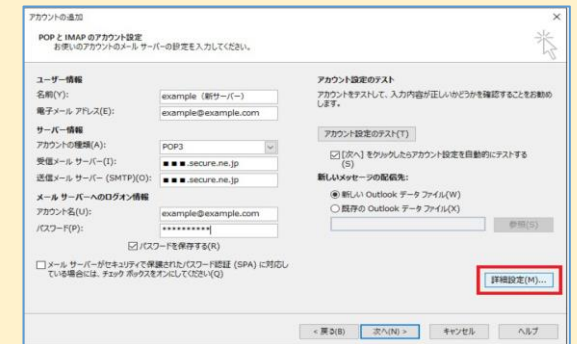 アカウントの追加
POP と IMAP のアカウント設定
お使いのアカウントのメール サーバーの設定を入力してください。
ユーザー情報
名前(Y):
example（新サーバー）
電子メール アドレス(E):
example@example.com
サーバー情報
アカウントの種類(A):
POP3
受信メール サーバー(I):
■■■.secure.ne.jp
送信メール サーバー (SMTP)(O):
■■■.secure.ne.jp
メール サーバーへのログオン情報
アカウント名(U):
example@example.com
パスワード(P):
**********
パスワードを保存する(R)
メール サーバーがセキュリティで保護されたパスワード認証 (SPA) に対応し
ている場合には、チェック ボックスをオンにしてください(Q)
アカウント設定のテスト
アカウントをテストして、入力内容が正しいかどうかを確認することをお勧め
します。
アカウント設定のテスト(T)
[次へ] をクリックしたらアカウント設定を自動的にテストする
(S)
新しいメッセージの配信先:
新しい Outlook データ ファイル(W)
既存の Outlook データ ファイル(X)
参照(S)
詳細設定(M)...
< 戻る(B)
次へ(N) >
キャンセル
ヘルプ